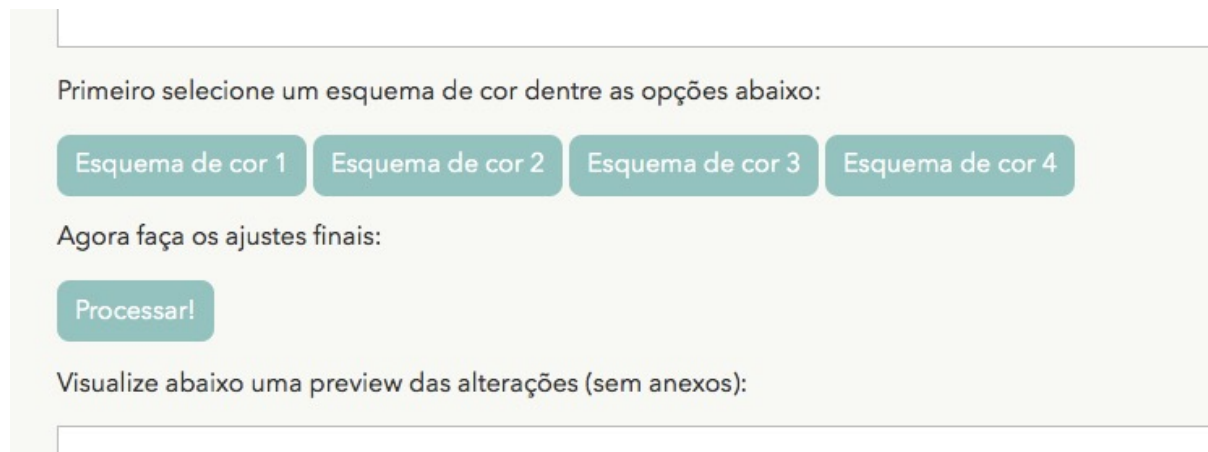 Primeiro selecione um esquema de cor dentre as opções abaixo:
Esquema de cor 1 Esquema de cor 2 Esquema de cor 3 Esquema de cor 4
Agora faça os ajustes finais:
Processar!
Visualize abaixo uma preview das alterações (sem anexos):